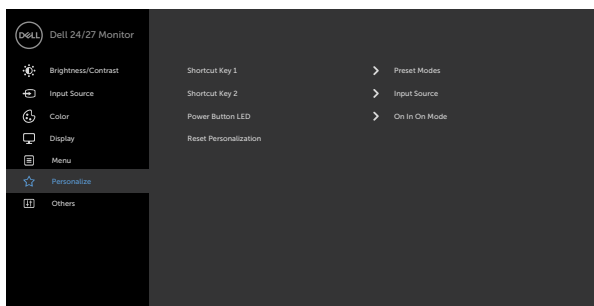 DELL Dell 24/27 Monitor
Brightness/Contrast Shortcut Key 1 Preset Modes
Input Source Shortcut Key 2 Input Source
Color Power Button LED On In On Mode
Display Reset Personalization
Menu
Personalize
Others